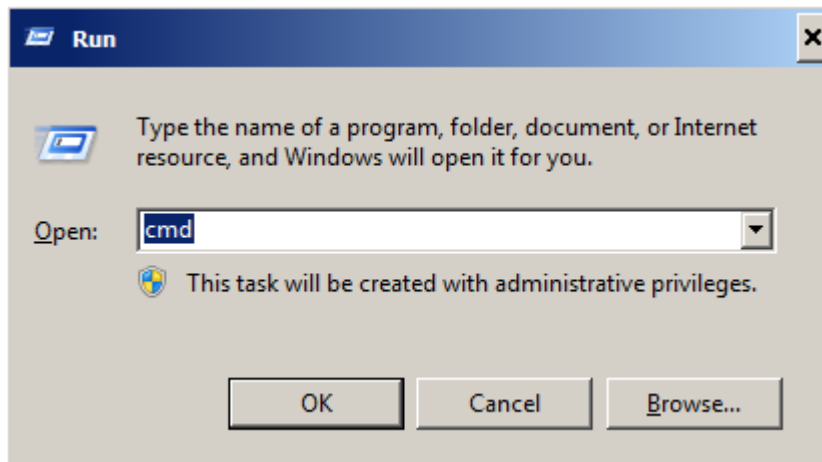 Run
Type the name of a program, folder, document, or Internet
resource, and Windows will open it for you.
Open: cmd
This task will be created with administrative privileges.
OK Cancel Browse...